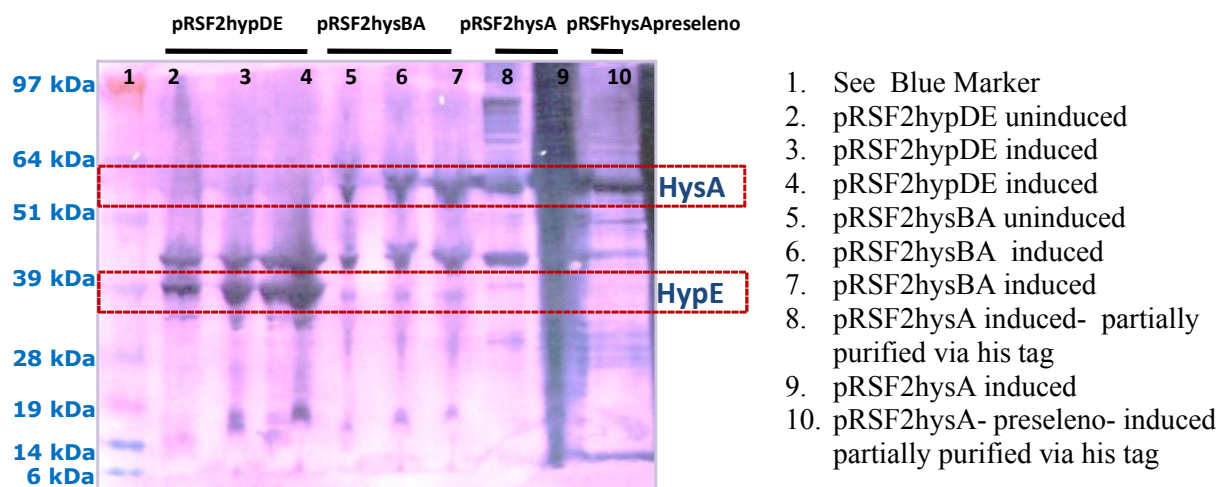 pRSF2hypDE pRSF2hysBA pRSF2hysA pRSFhysApreseleno
1 2 3 4 5 6 7 8 9 10
97 kDa
64 kDa
HysA
51 kDa
39 kDa
HypE
28 kDa
19 kDa
14 kDa
6 kDa
1. See Blue Marker
2. pRSF2hypDE uninduced
3. pRSF2hypDE induced
4. pRSF2hypDE induced
5. pRSF2hysBA uninduced
6. pRSF2hysBA induced
7. pRSF2hysBA induced
8. pRSF2hysA induced- partially
purified via his tag
9. pRSF2hysA induced
10. pRSF2hysA- preseleno- induced
partially purified via his tag